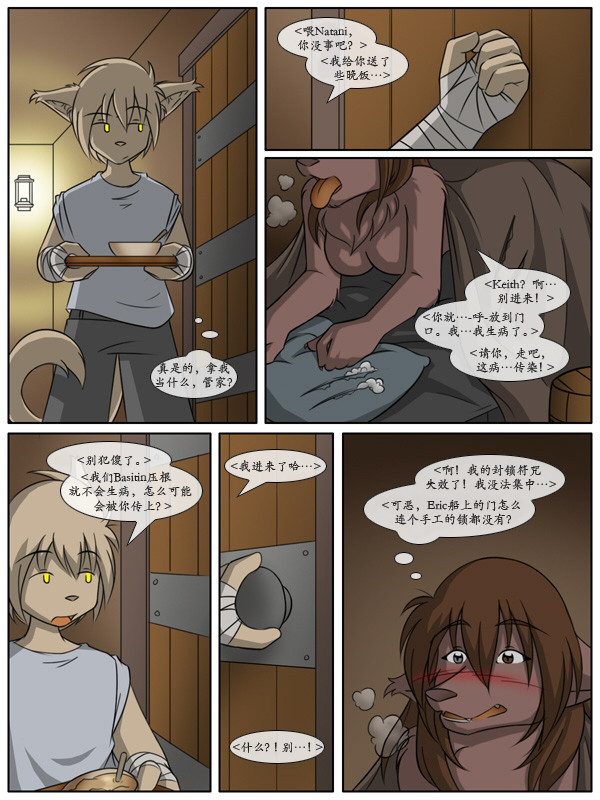 真是的，拿我
当什么，管家？
<喂Natani，
你没事吧？>
<我给你送了
些晚饭…>
<Keith？啊…
别进来！>
<你就…-呼-放到门
口。我…我生病了。>
<请你，走吧，
这病…传染！>
<别犯傻了。>
<我们Basitin压根
就不会生病，怎么可能
会被你传上？>
<我进来了哈…>
<什么？！别…！>
<啊！我的封锁符咒
失效了！我没法集中…>
<可恶，Eric船上的门怎么
连个手工的锁都没有？